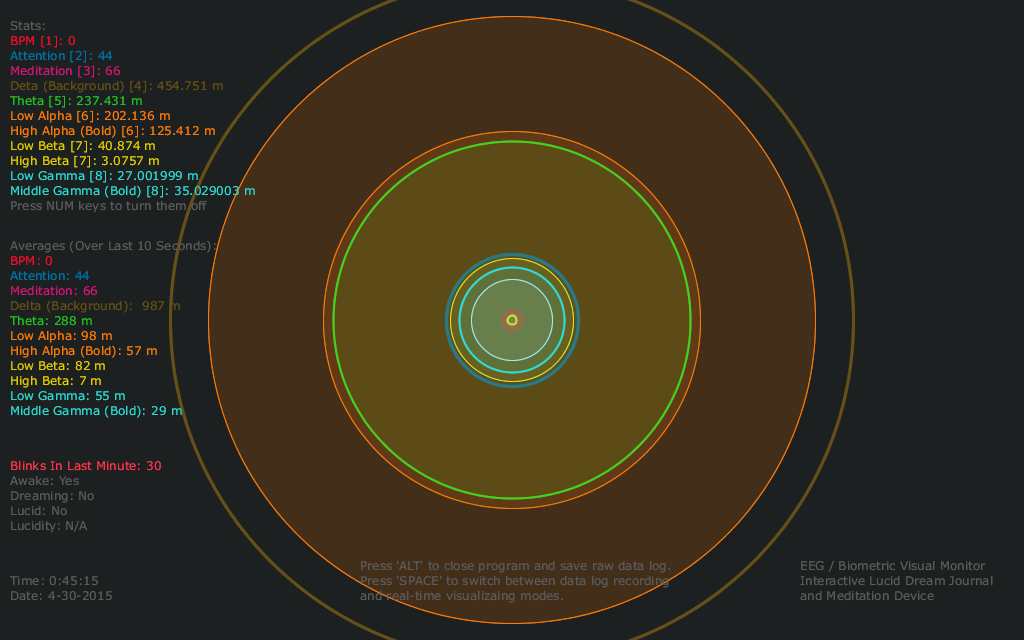 Stats:
BPM [1]: 0
Attention [2]: 44
Meditation [3]: 66
Deta (Background) [4]: 454.751 m
Theta [5]: 237.431 m
Low Alpha [6]: 202.136 m
High Alpha (Bold) [6]: 125.412 m
Low Beta [7]: 40.874 m
High Beta [7]: 3.0757 m
Low Gamma [8]: 27.001999 m
Middle Gamma (Bold) [8]: 35.029003 m
Press NUM keys to turn them off
Averages (Over Last 10 Seconds):
BPM: 0
Attention: 44
Meditation: 66
Delta (Background):  987 m
Theta: 288 m
Low Alpha: 98 m
High Alpha (Bold): 57 m
Low Beta: 82 m
High Beta: 7 m
Low Gamma: 55 m
Middle Gamma (Bold): 29 m
Blinks In Last Minute: 30
Awake: Yes
Dreaming: No
Lucid: No
Lucidity: N/A
Time: 0:45:15
Date: 4-30-2015
Press 'ALT' to close program and save raw data log.
Press 'SPACE' to switch between data log recording
and real-time visualizaing modes.
EEG / Biometric Visual Monitor
Interactive Lucid Dream Journal
and Meditation Device